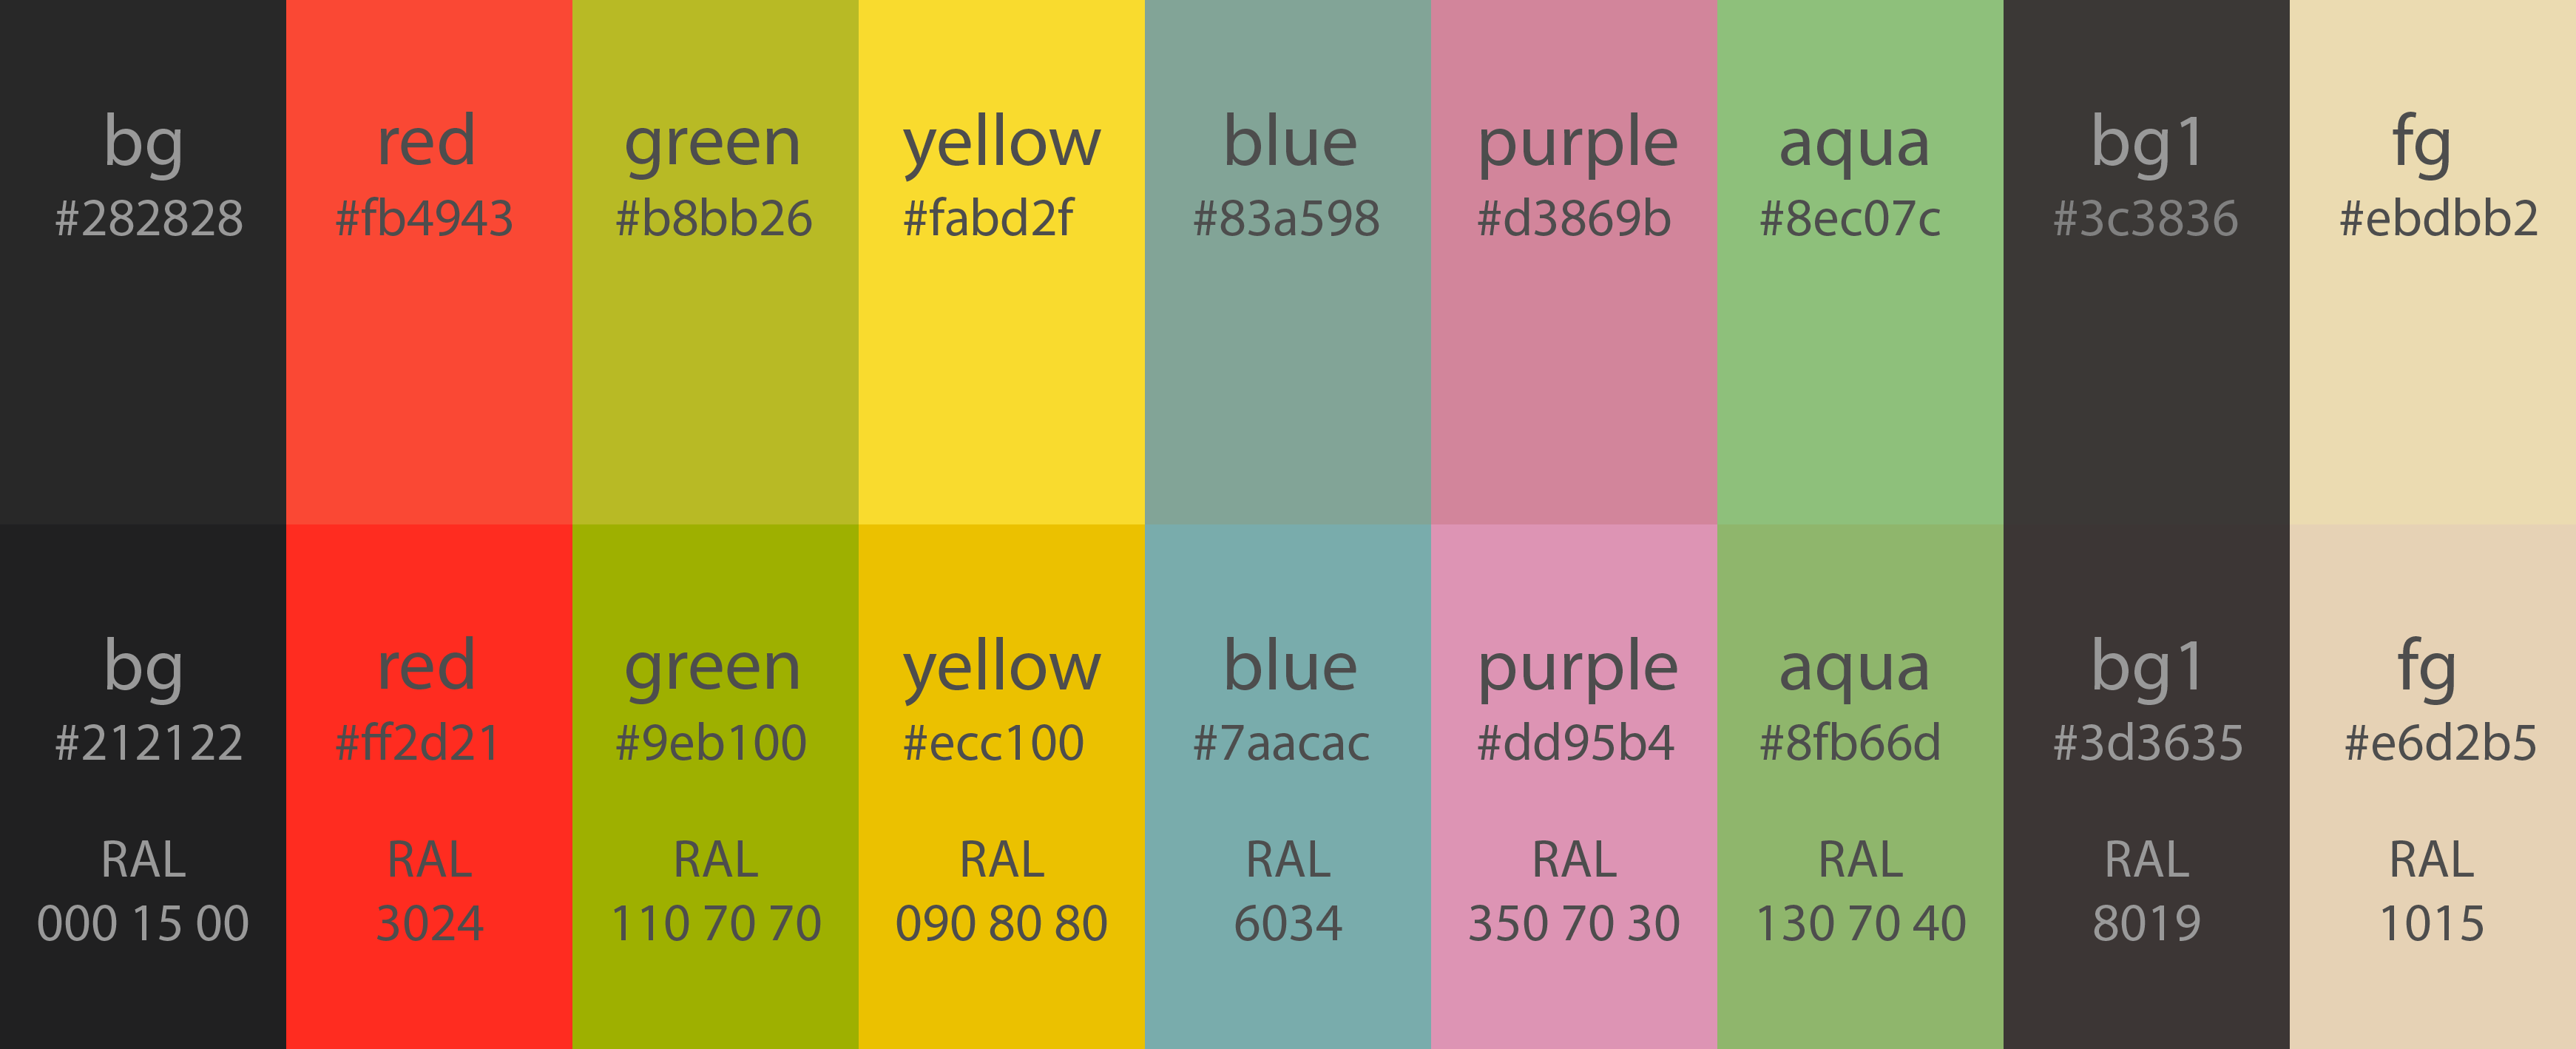 bg
#282828
red
#fb4943
green
#b8bb26
yellow
#fabd2f
blue
#83a598
purple
#d3869b
aqua
#8ec07c
bg1
#3c3836
fg
#ebdbb2
bg
#212122
RAL
000 15 00
red
#ff2d21
RAL
3024
green
#9eb100
RAL
110 70 70
yellow
#ecc100
RAL
090 80 80
blue
#7aacac
RAL
6034
purple
#dd95b4
RAL
350 70 30
aqua
#8fb66d
RAL
130 70 40
bg1
#3d3635
RAL
8019
fg
#e6d2b5
RAL
1015